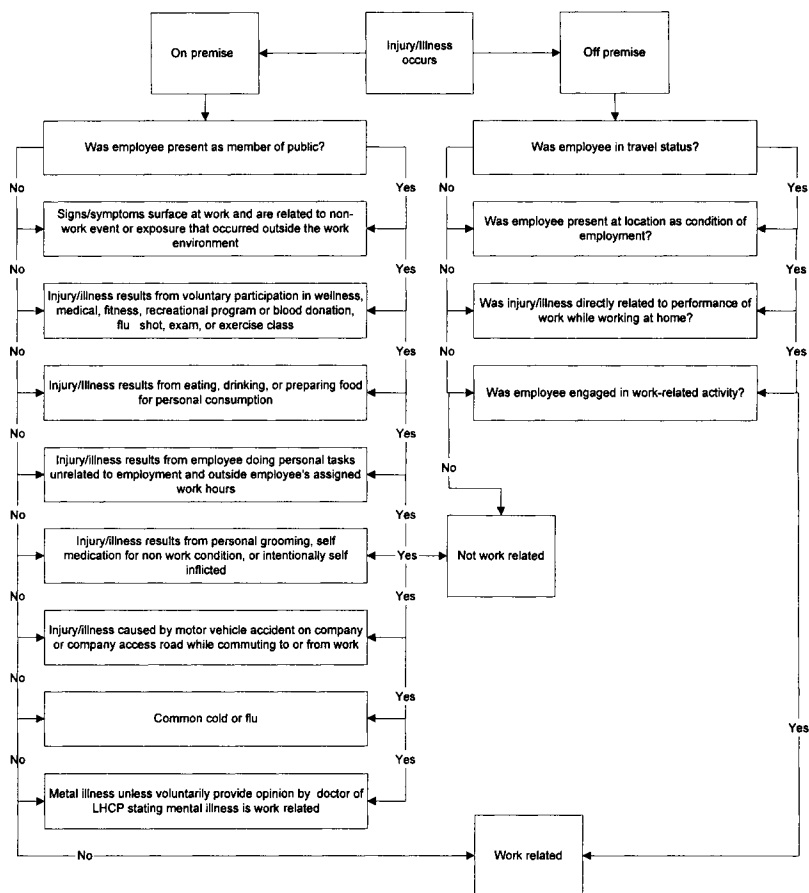 On premise
Injury/Illness
occurs
Off premise
Was employee present as member of public?
Was employee in travel status?
No
Yes
No
Yes
Signs/symptoms surface at work and are related to non-
work event or exposure that occurred outside the work
environment
Was employee present at location as condition of
employment?
No
Yes
No
Yes
Injury/illness results from voluntary participation in wellness,
medical, fitness, recreational program or blood donation,
flu shot, exam, or exercise class
Was injury/illness directly related to performance of
work while working at home?
No
Yes
No
Yes
Injury/Illness results from eating, drinking, or preparing food
for personal consumption
Was employee engaged in work-related activity?
No
Yes
No
Injury/illness results from employee doing personal tasks
unrelated to employment and outside employee's assigned
work hours
No
Yes
Injury/illness results from personal grooming, self
medication for non work condition, or intentionally self
inflicted
Yes
Not work related
No
Injury/illness caused by motor vehicle accident on company
or company access road while commuting to or from work
No
Yes
Common cold or flu
Yes
No
Yes
Metal illness unless voluntarily provide opinion by doctor of
LHCP stating mental illness is work related
No
Work related